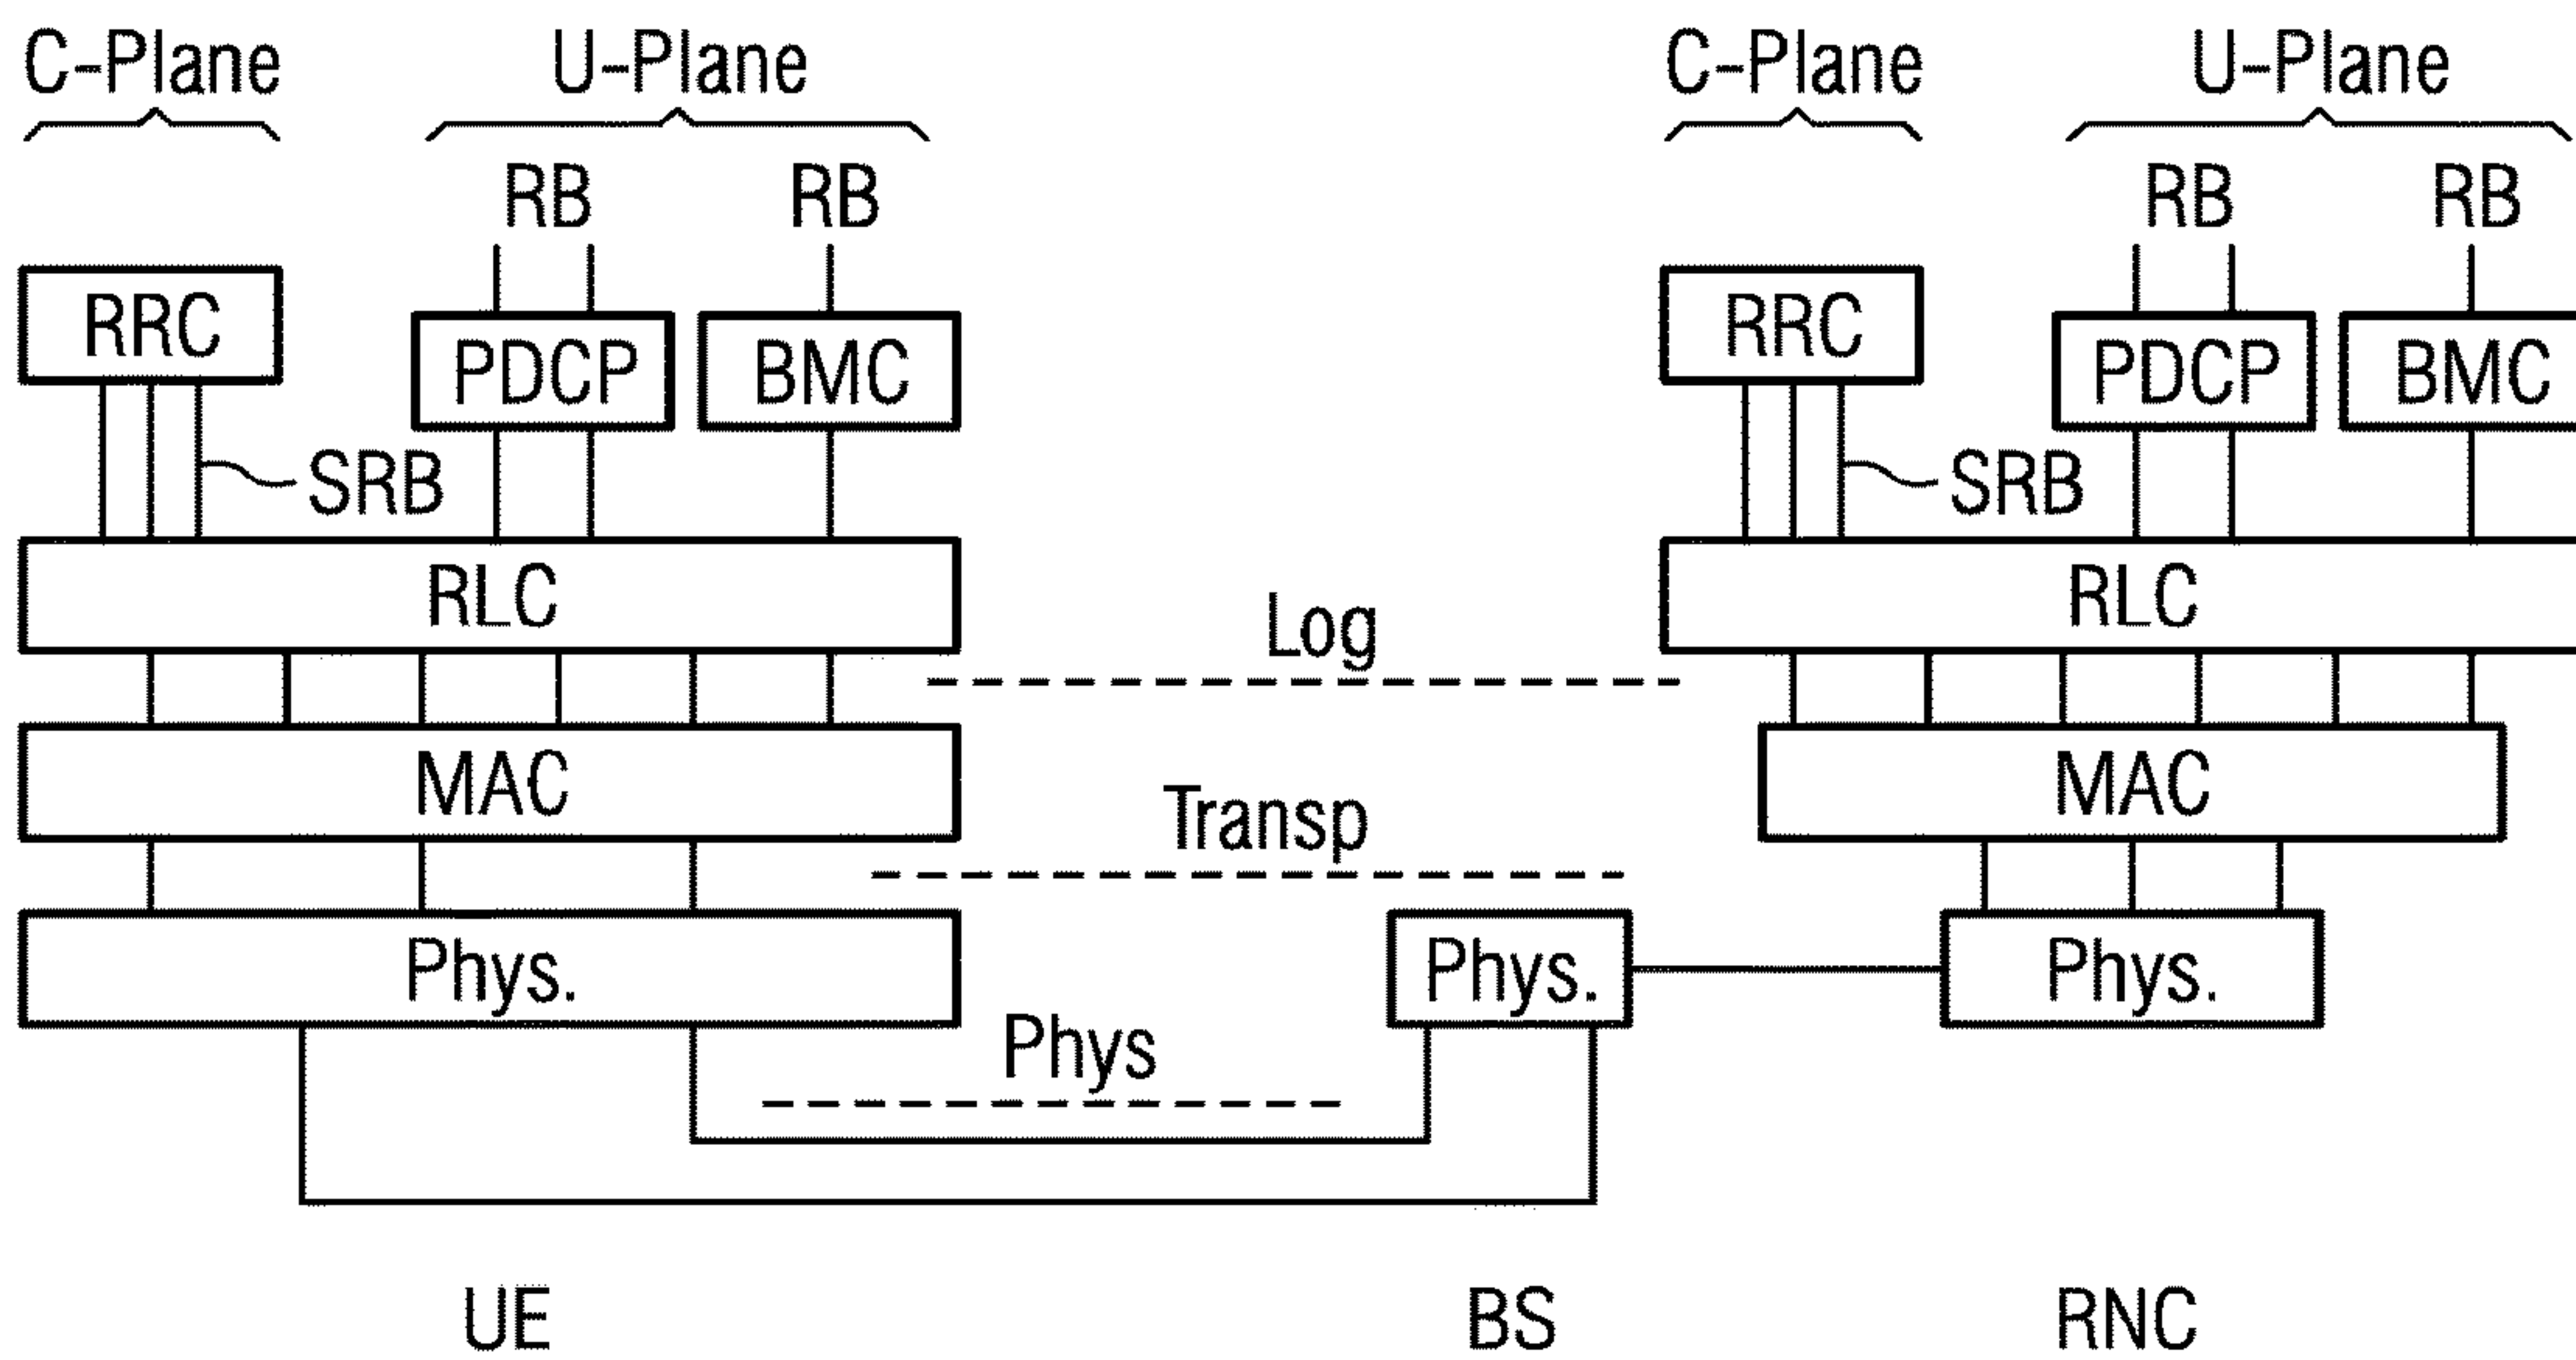 C-Plane U-Plane C-Plane U-Plane
RB RB RB RB
RRC RRC
PDCP BMC PDCP BMC
SRB SRB
RLC Log RLC
MAC Transp MAC
Phys. Phys. Phys.
Phys
UE BS RNC